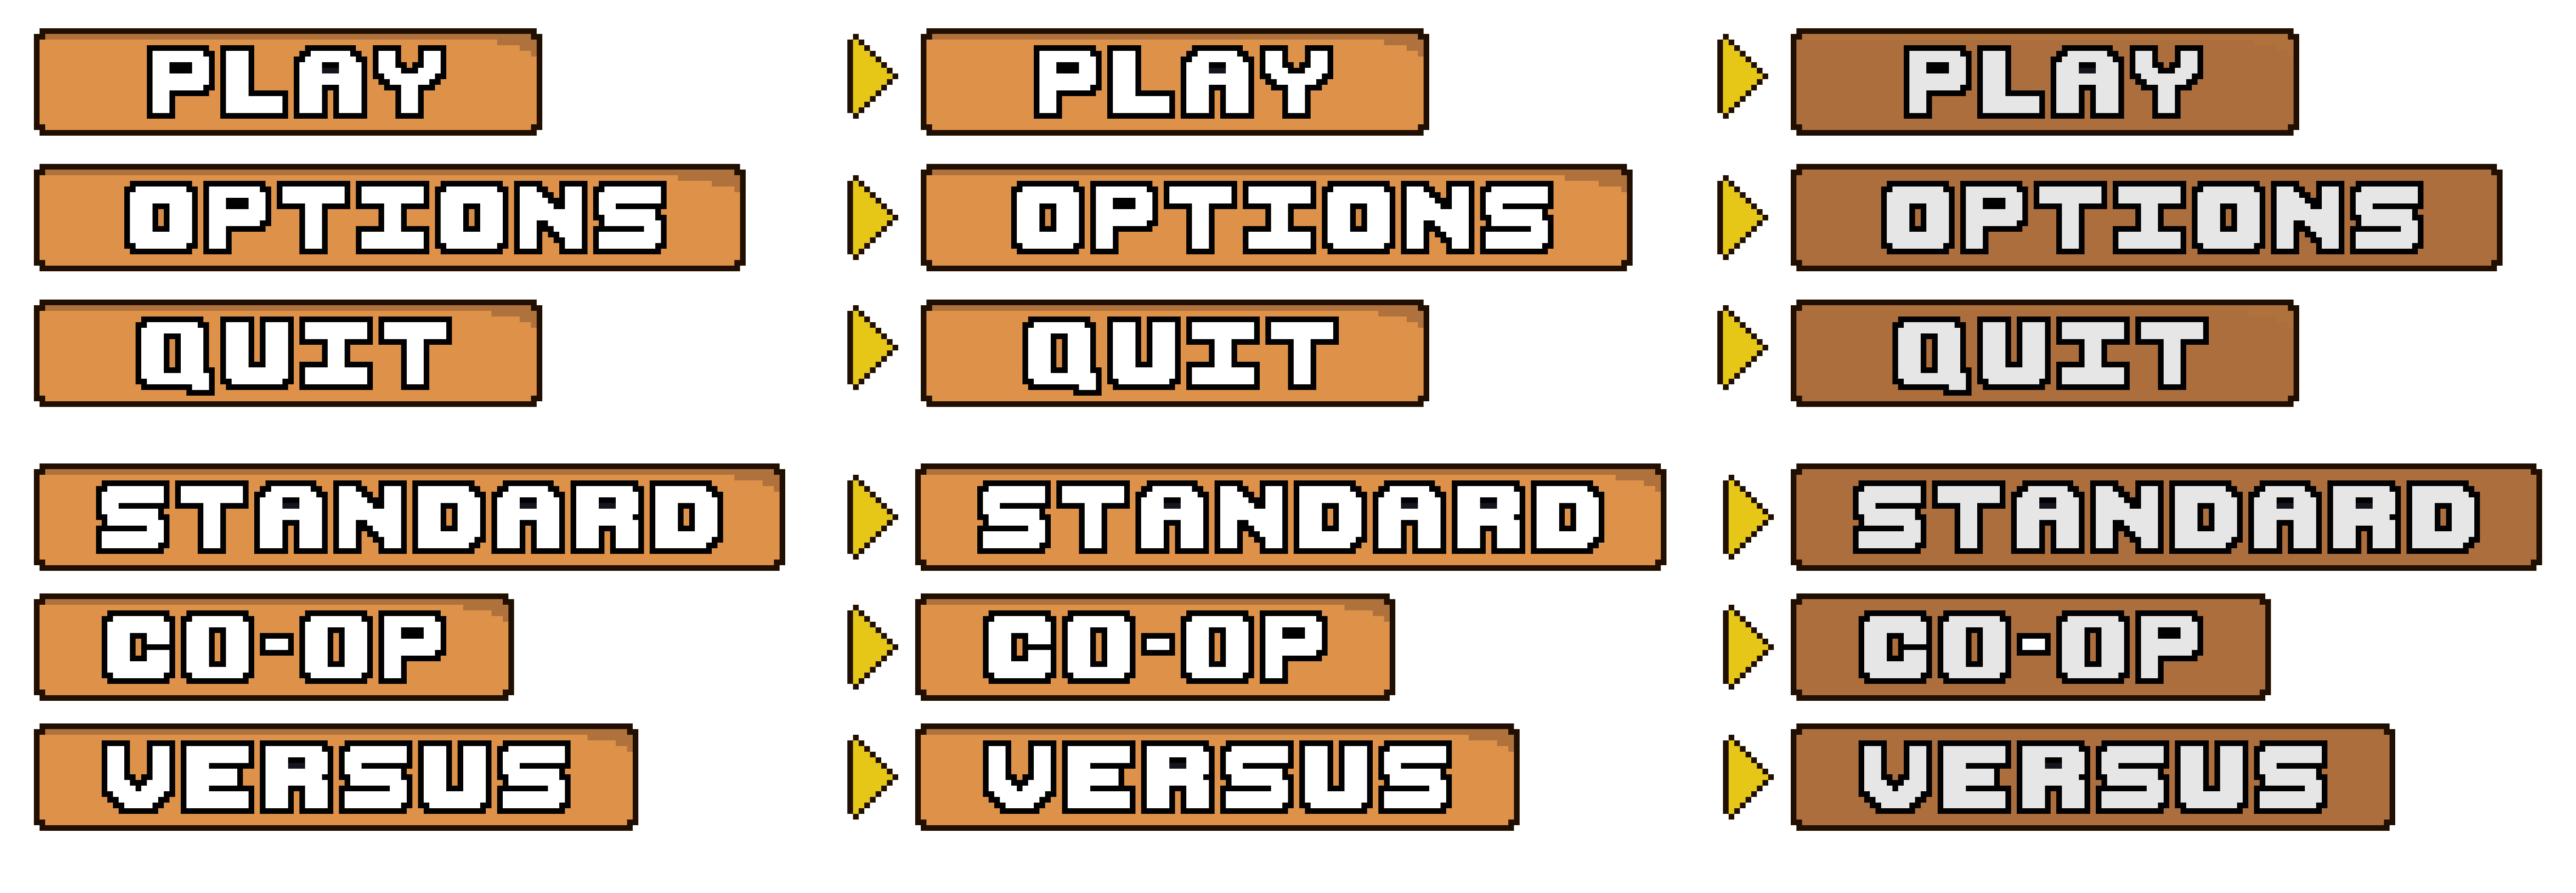 PLAY PLAY PLAY
OPTIONS OPTIONS OPTIONS
QUIT QUIT QUIT
STANDARD STANDARD STANDARD
CO-OP CO-OP CO-OP
VERSUS VERSUS VERSUS